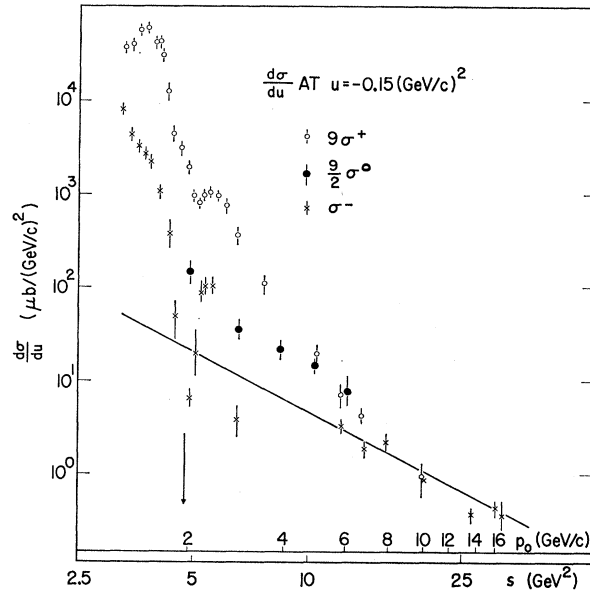 dσ/du AT u=-0.15(GeV/c)²
9σ⁺
9/2 σ⁰
σ⁻
10⁴
10³
10²
10¹
10⁰
dσ/du (μb/(GeV/c)²)
2 4 6 8 10 12 14 16 p₀ (GeV/c)
2.5 5 10 25 s (GeV²)